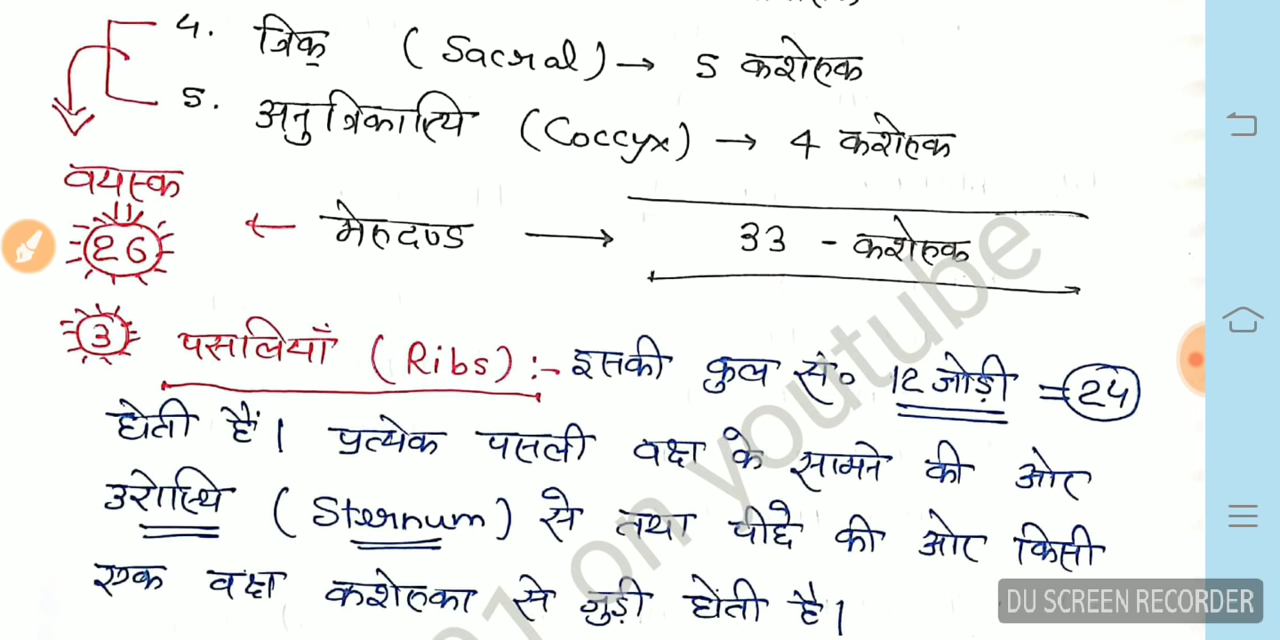 4. त्रिक् (Sacral) → 5 कशेरुक
5. अनुत्रिकास्थि (Coccyx) → 4 कशेरुक
वयस्क
26 ← मेरुदण्ड → 33 - कशेरुक
3 पसलियाँ (Ribs) :- इसकी कुल सं० 12 जोड़ी = 24
होती हैं। प्रत्येक पसली वक्ष के सामने की ओर
उरोस्थि (Sternum) से तथा पीछे की ओर किसी
एक वक्ष कशेरुका से जुड़ी होती है।
on youtube
DU SCREEN RECORDER